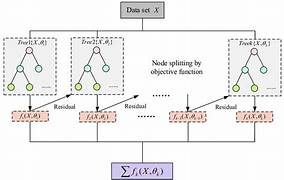 Data set X
Tree1{X,θ₁}
Tree2{X,θ₂}
Treek{X,θₖ}
Node splitting by
objective function
......
......
......
......
Residual
Residual
......
Residual
f₁(X,θ₁)
f₂(X,θ₂)
fₖ(X,θₖ)
∑ fₖ(X,θₖ)